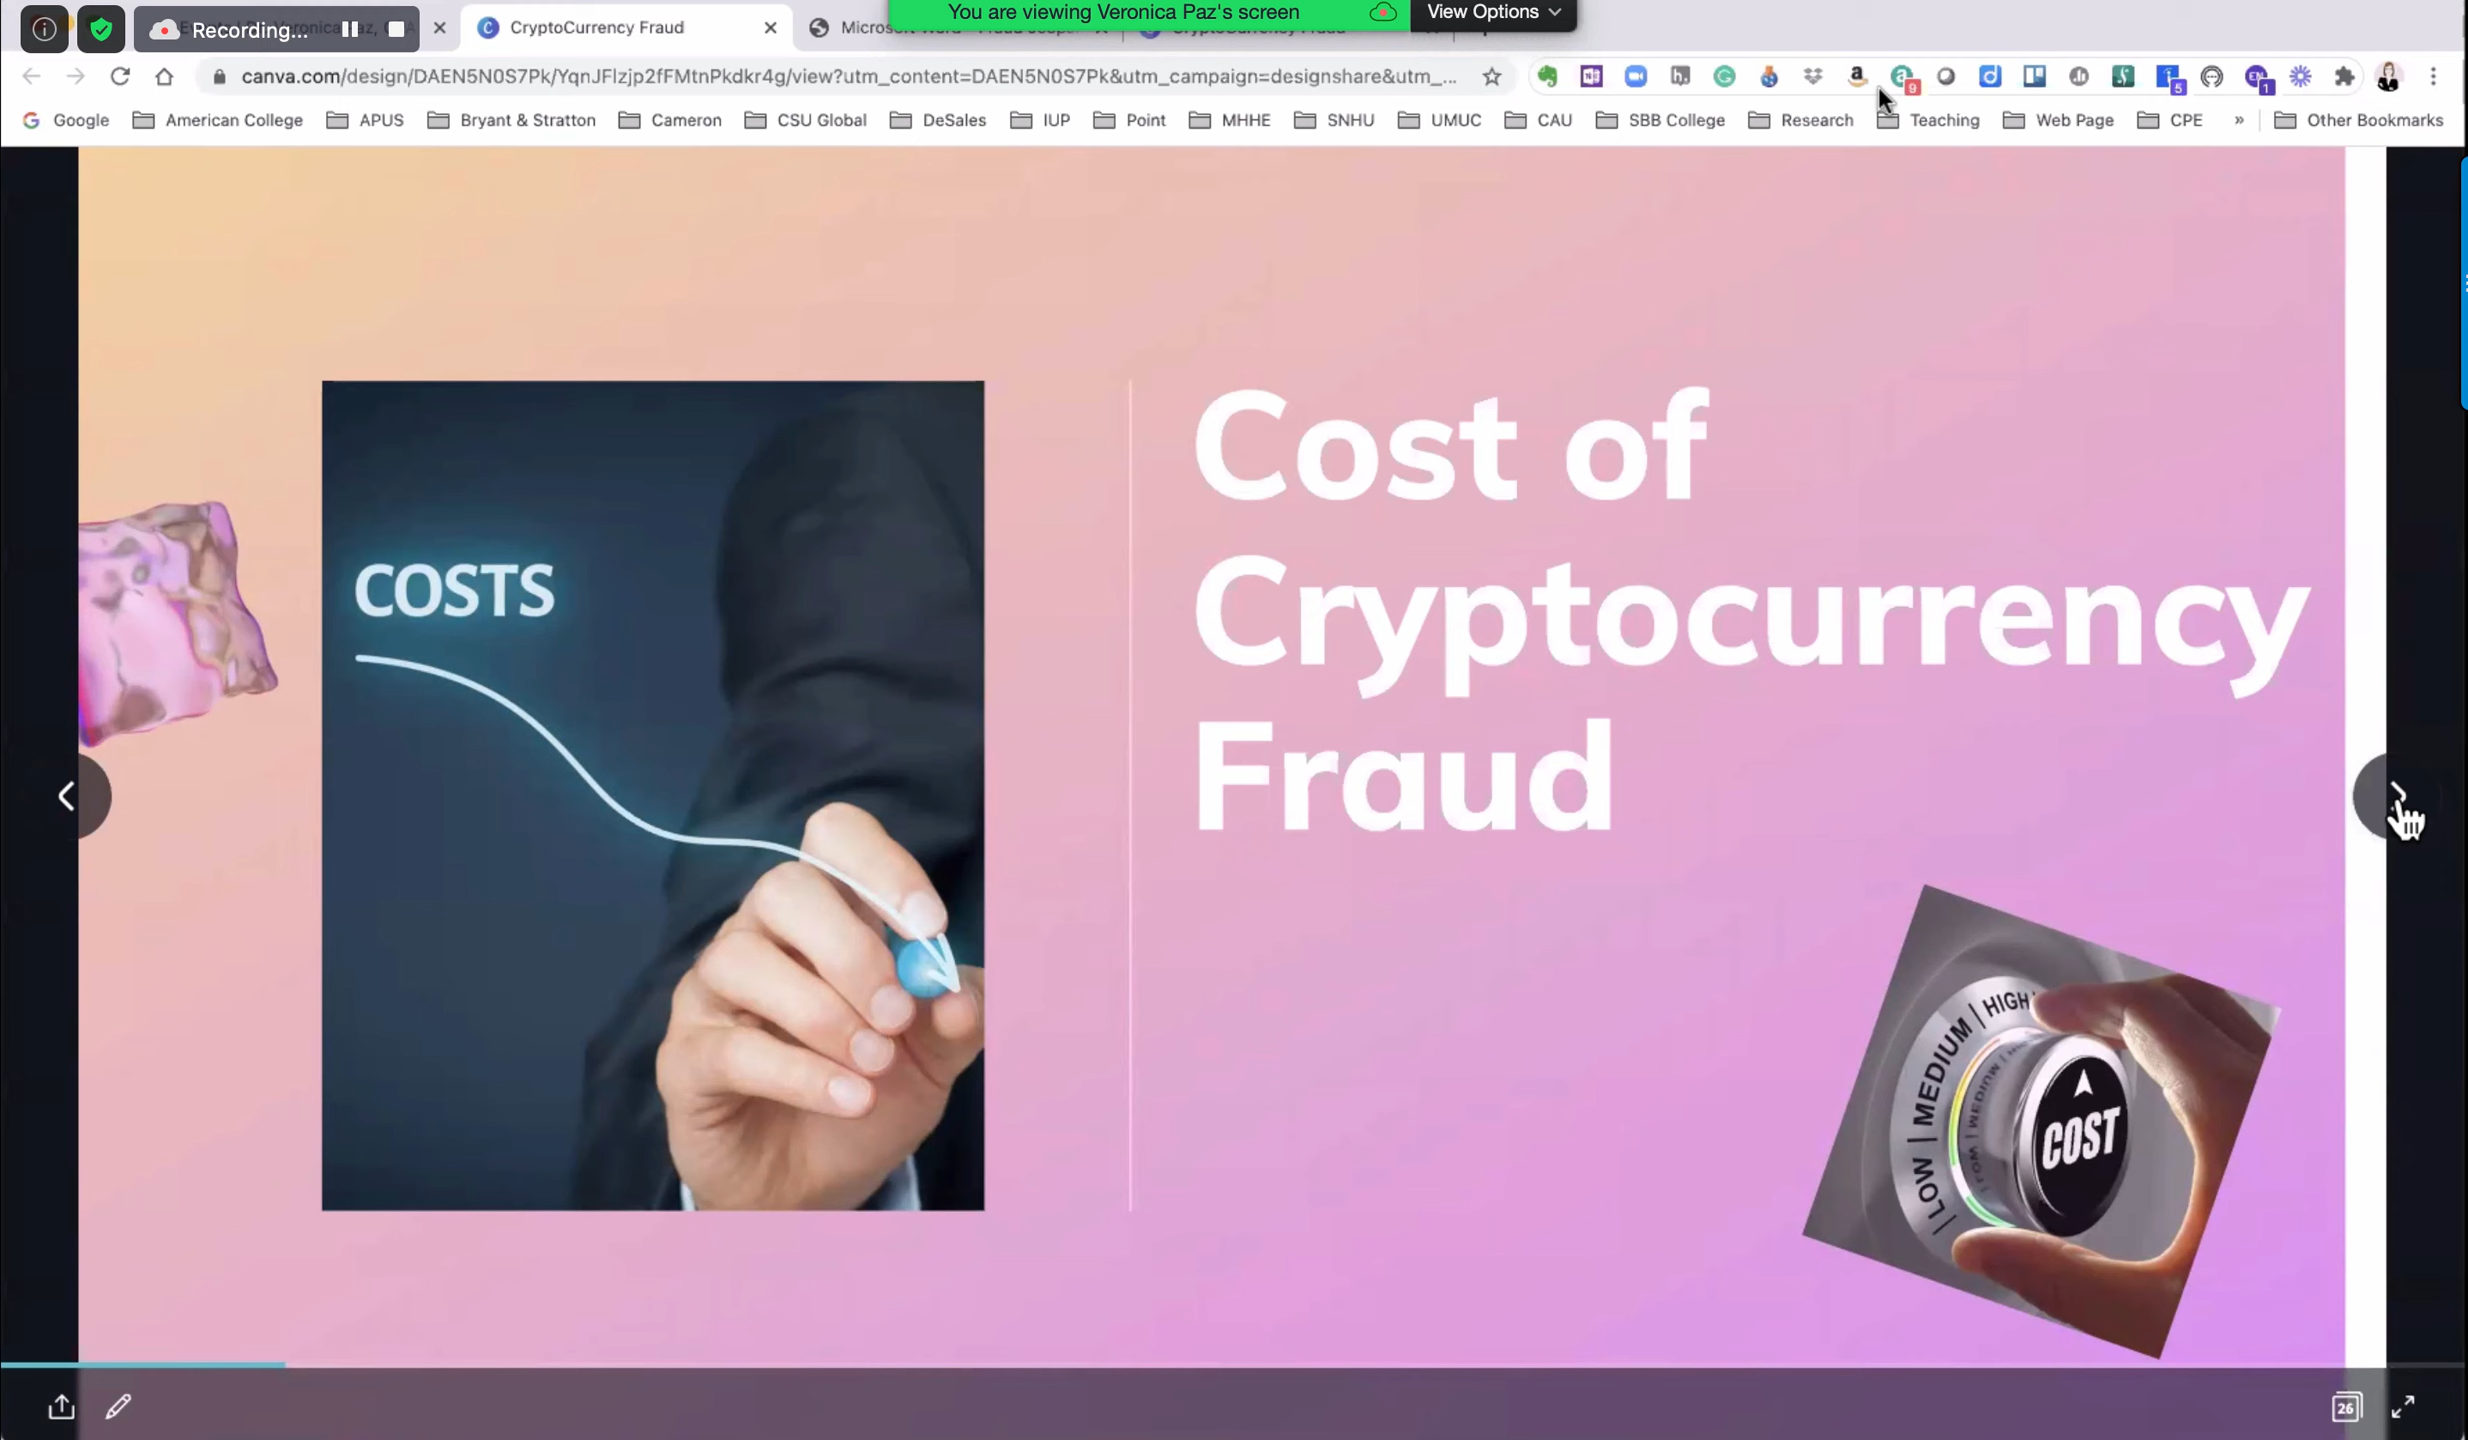 You are viewing Veronica Paz's screen
View Options
Recording...
CryptoCurrency Fraud
canva.com/design/DAEN5N0S7Pk/YqnJFlzjp2fFMtnPkdkr4g/view?utm_content=DAEN5N0S7Pk&utm_campaign=designshare&utm_...
9
5
1
Google American College APUS Bryant & Stratton Cameron CSU Global DeSales IUP Point MHHE SNHU UMUC CAU SBB College Research Teaching Web Page CPE » Other Bookmarks
COSTS
Cost of
Cryptocurrency
Fraud
LOW | MEDIUM | HIGH
COST
26